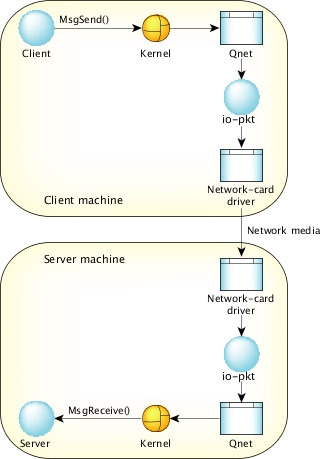 MsgSend()
Client
Kernel
Qnet
io-pkt
Network-card
driver
Client machine
Network media
Server machine
Network-card
driver
io-pkt
MsgReceive()
Server
Kernel
Qnet